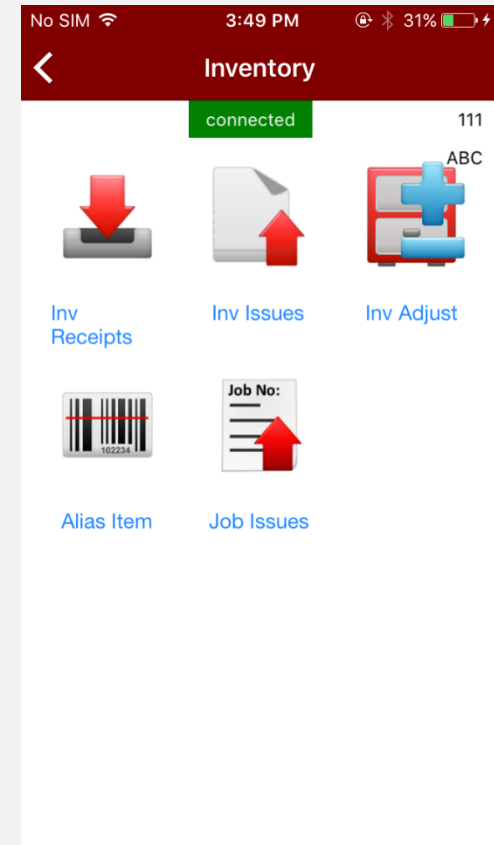 No SIM 3:49 PM 31%
Inventory
connected 111
ABC
Inv Receipts
Inv Issues
Inv Adjust
102234
Job No:
Alias Item
Job Issues